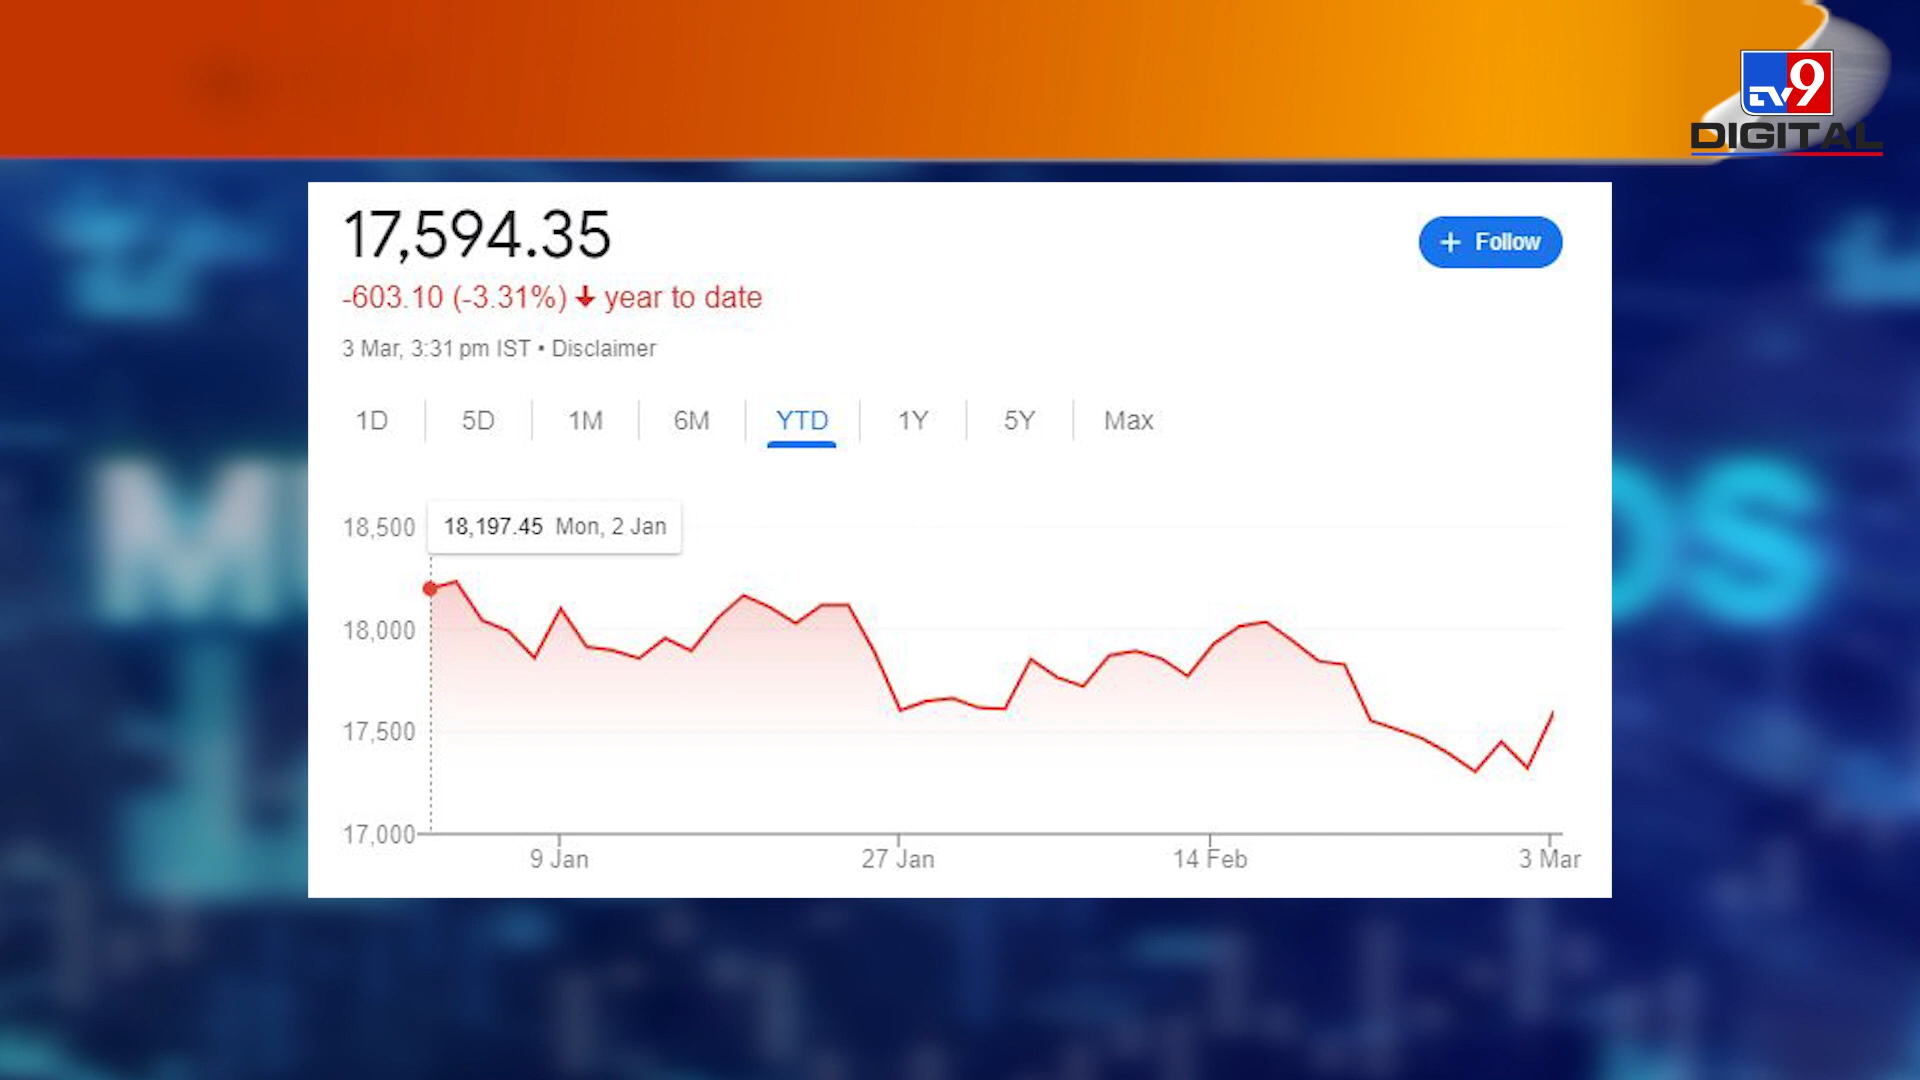 tv9
DIGITAL
17,594.35
+ Follow
-603.10 (-3.31%) ↓ year to date
3 Mar, 3:31 pm IST • Disclaimer
1D 5D 1M 6M YTD 1Y 5Y Max
18,500
18,197.45 Mon, 2 Jan
18,000
17,500
17,000
9 Jan 27 Jan 14 Feb 3 Mar